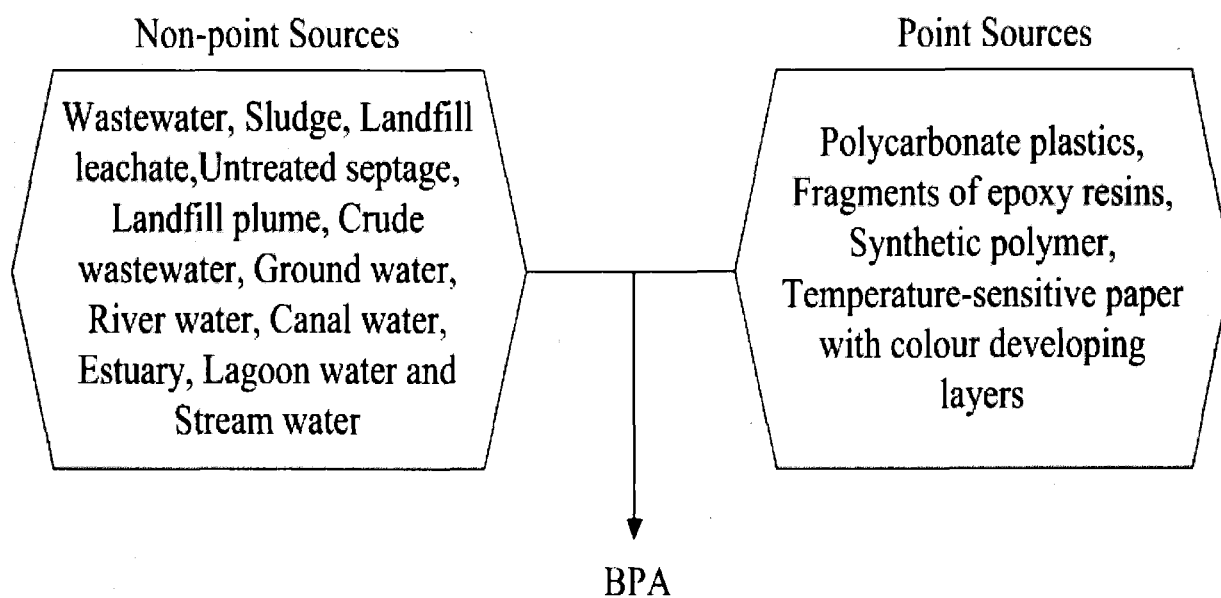 Non-point Sources
Wastewater, Sludge, Landfill
leachate,Untreated septage,
Landfill plume, Crude
wastewater, Ground water,
River water, Canal water,
Estuary, Lagoon water and
Stream water
Point Sources
Polycarbonate plastics,
Fragments of epoxy resins,
Synthetic polymer,
Temperature-sensitive paper
with colour developing
layers
BPA